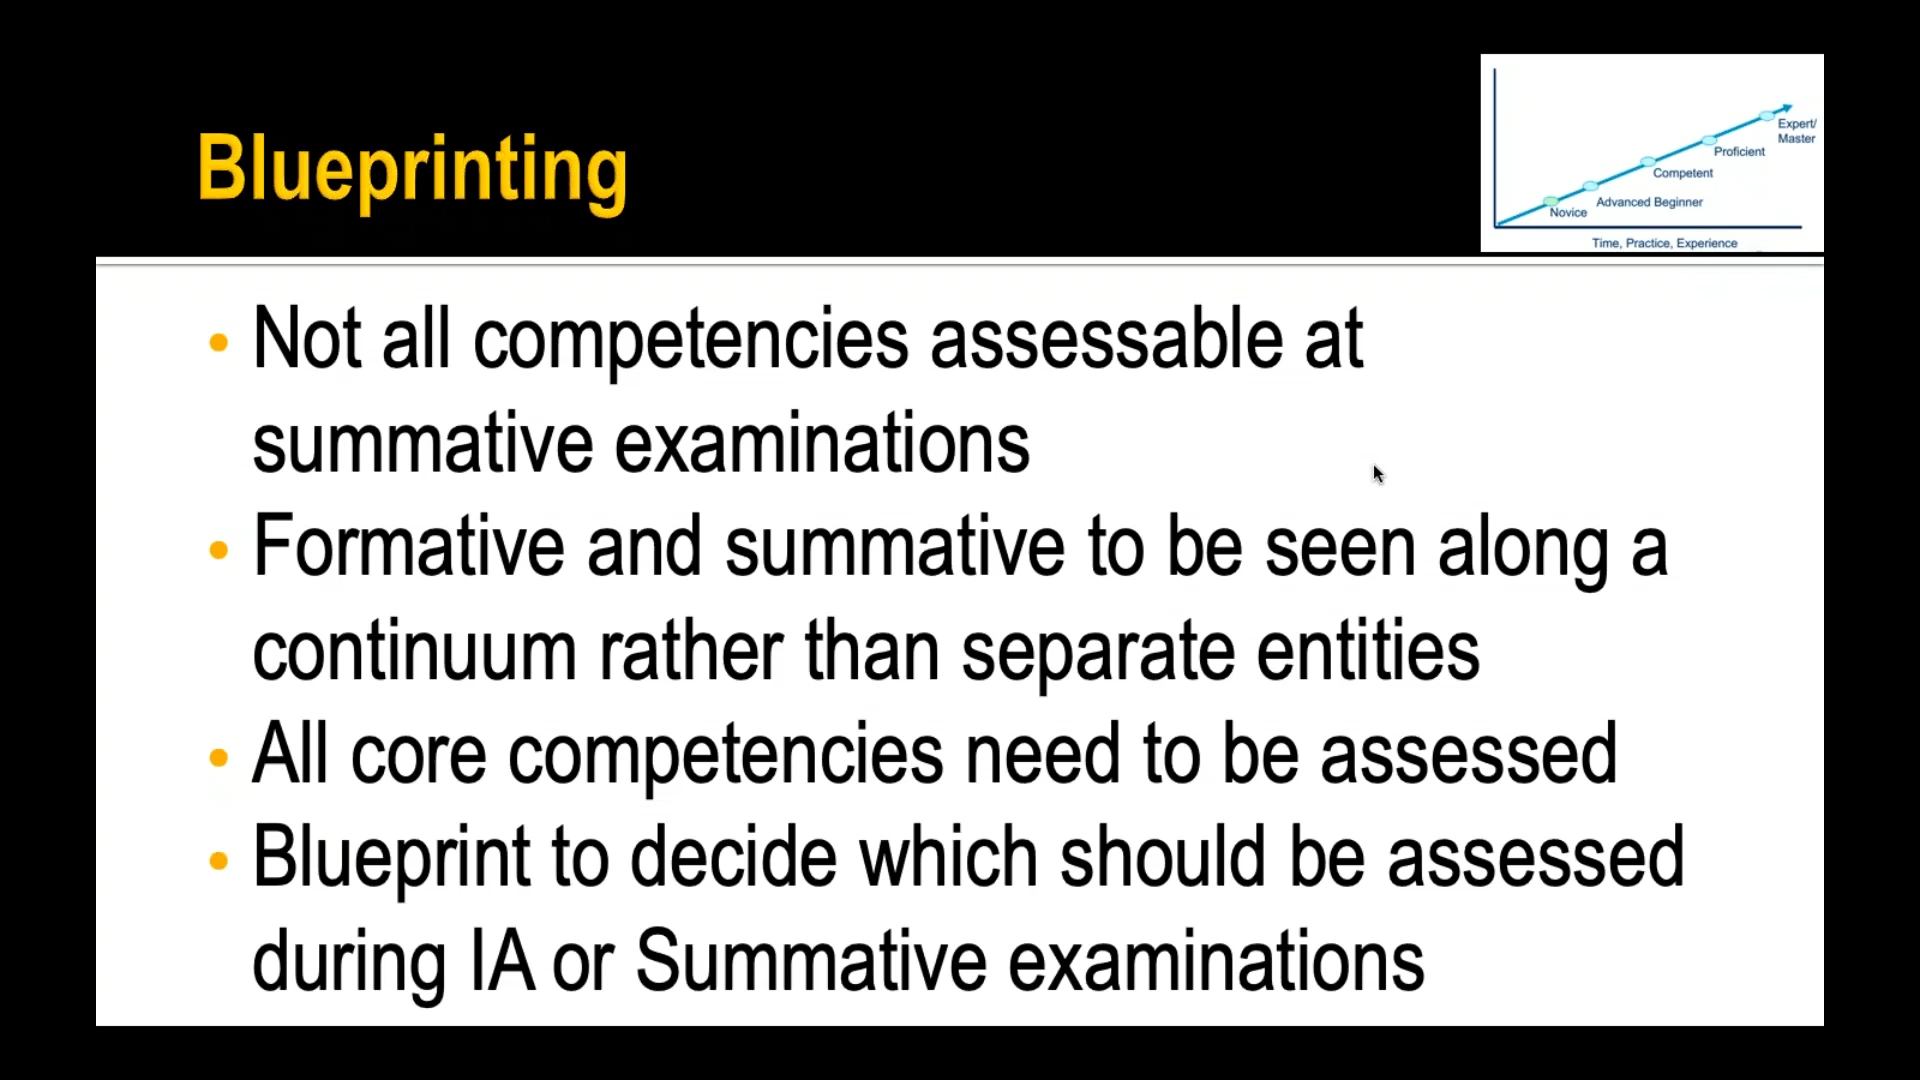 Blueprinting
Expert/
Master
Proficient
Competent
Advanced Beginner
Novice
Time, Practice, Experience
• Not all competencies assessable at
summative examinations
• Formative and summative to be seen along a
continuum rather than separate entities
• All core competencies need to be assessed
• Blueprint to decide which should be assessed
during IA or Summative examinations